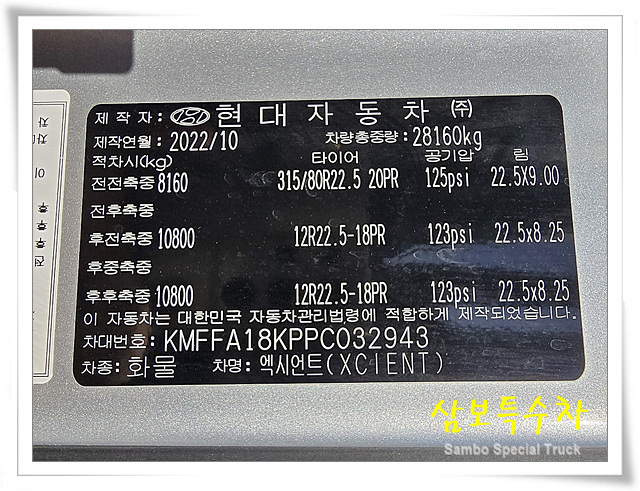 제작자: 현대자동차 ㈜
제작연월: 2022/10 차량총중량: 28160kg
적차시(kg) 타이어 공기압 림
전전축중 8160 315/80R22.5 20PR 125psi 22.5X9.00
전후축중
후전축중 10800 12R22.5-18PR 123psi 22.5x8.25
후중축중
후후축중 10800 12R22.5-18PR 123psi 22.5x8.25
이 자동차는 대한민국 자동차관리법령에 적합하게 제작되었습니다.
차대번호: KMFFA18KPPC032943
차종: 화물 차명: 엑시언트(XCIENT)
삼보특수차
Sambo Special Truck